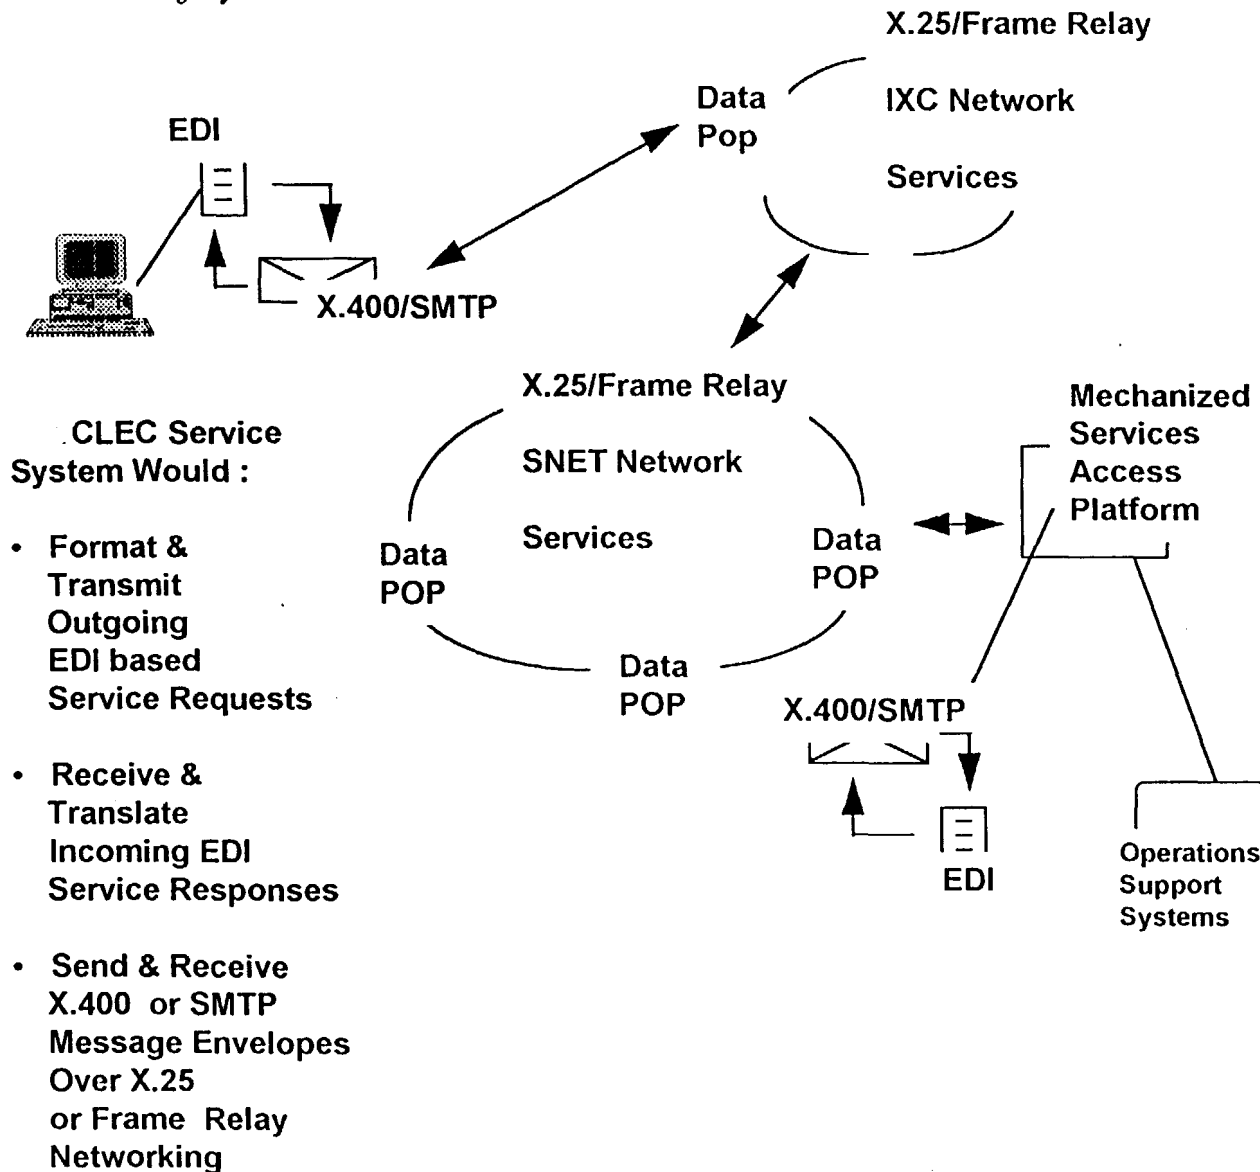 X.25/Frame Relay
IXC Network
Services
Data
Pop
EDI
X.400/SMTP
X.25/Frame Relay
SNET Network
Services
Data
POP
Data
POP
Data
POP
Mechanized
Services
Access
Platform
X.400/SMTP
EDI
Operations
Support
Systems
CLEC Service
System Would :
• Format &
Transmit
Outgoing
EDI based
Service Requests
• Receive &
Translate
Incoming EDI
Service Responses
• Send & Receive
X.400 or SMTP
Message Envelopes
Over X.25
or Frame Relay
Networking